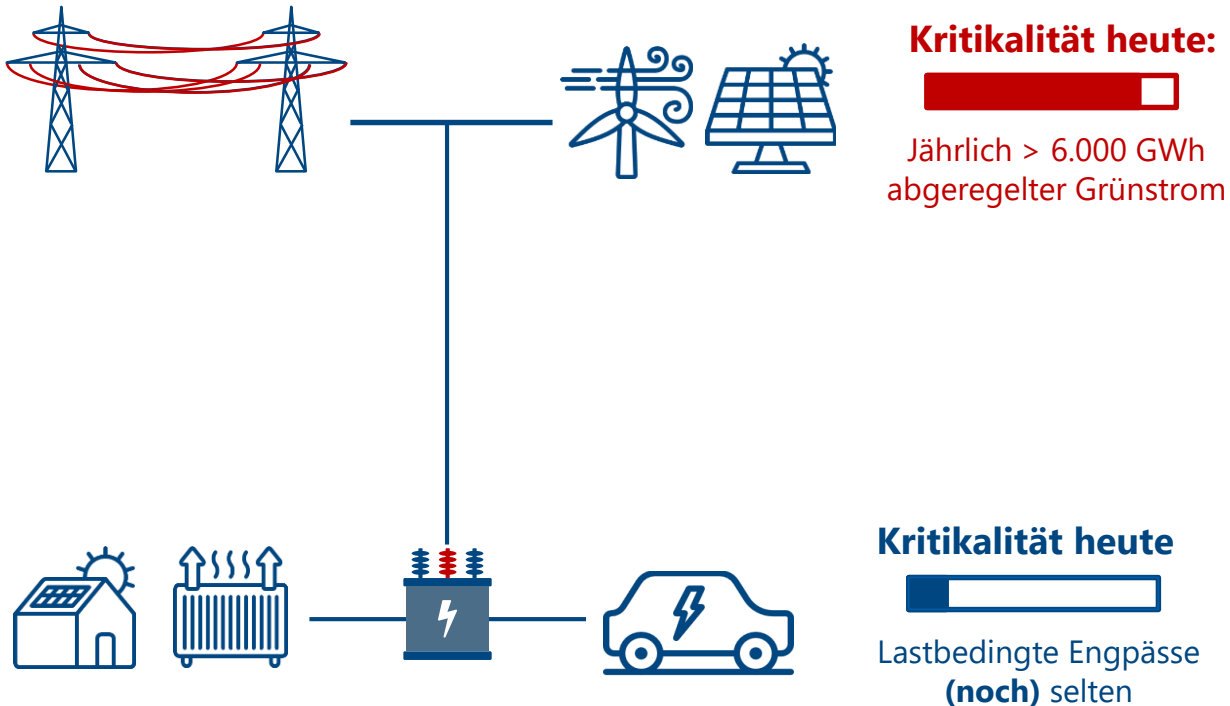 Kritikalität heute:
Jährlich > 6.000 GWh
abgeregelter Grünstrom
Kritikalität heute
Lastbedingte Engpässe
(noch) selten